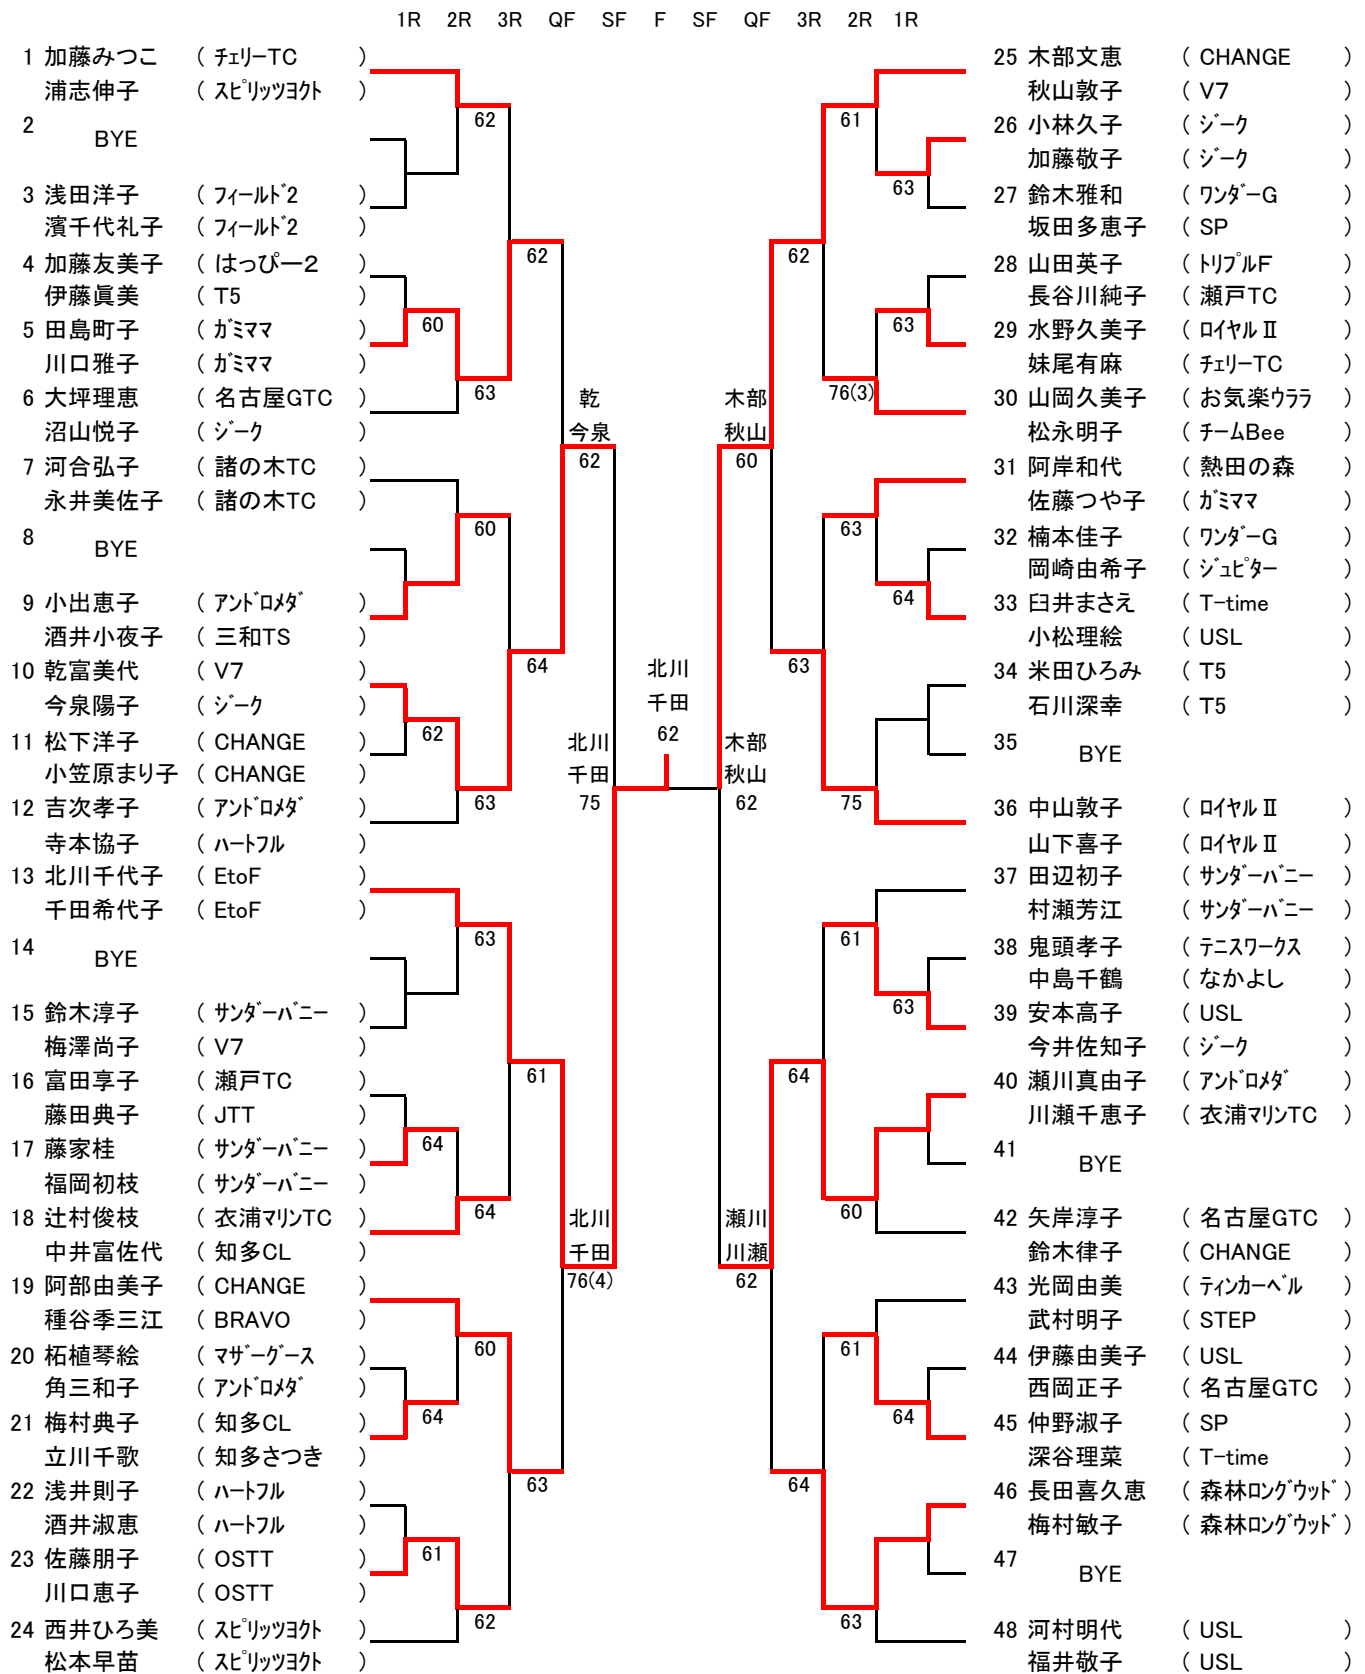 1R 2R 3R QF SF F SF QF 3R 2R 1R
1 加藤みつこ ( チェリーTC )
浦志伸子 ( スピリッツヨクト )
2 BYE
3 浅田洋子 ( フィールド2 )
濱千代礼子 ( フィールド2 )
4 加藤友美子 ( はっぴー2 )
伊藤眞美 ( T5 )
5 田島町子 ( ガミママ )
川口雅子 ( ガミママ )
6 大坪理恵 ( 名古屋GTC )
沼山悦子 ( ジーク )
7 河合弘子 ( 諸の木TC )
永井美佐子 ( 諸の木TC )
8 BYE
9 小出恵子 ( アンドロメダ )
酒井小夜子 ( 三和TS )
10 乾富美代 ( V7 )
今泉陽子 ( ジーク )
11 松下洋子 ( CHANGE )
小笠原まり子 ( CHANGE )
12 吉次孝子 ( アンドロメダ )
寺本協子 ( ハートフル )
13 北川千代子 ( EtoF )
千田希代子 ( EtoF )
14 BYE
15 鈴木淳子 ( サンダーバニー )
梅澤尚子 ( V7 )
16 富田享子 ( 瀬戸TC )
藤田典子 ( JTT )
17 藤家桂 ( サンダーバニー )
福岡初枝 ( サンダーバニー )
18 辻村俊枝 ( 衣浦マリンTC )
中井富佐代 ( 知多CL )
19 阿部由美子 ( CHANGE )
種谷季三江 ( BRAVO )
20 柘植琴絵 ( マザーグース )
角三和子 ( アンドロメダ )
21 梅村典子 ( 知多CL )
立川千歌 ( 知多さつき )
22 浅井則子 ( ハートフル )
酒井淑恵 ( ハートフル )
23 佐藤朋子 ( OSTT )
川口恵子 ( OSTT )
24 西井ひろ美 ( スピリッツヨクト )
松本早苗 ( スピリッツヨクト )
60
62
64
64
61
62
63
60
63
63
64
60
62
62
64
61
63
乾
今泉
62
北川
千田
76(4)
北川
千田
75
北川
千田
62
木部
秋山
62
木部
秋山
60
瀬川
川瀬
62
62
63
64
64
61
76(3)
63
75
61
60
61
63
63
63
64
63
64
25 木部文恵 ( CHANGE )
秋山敦子 ( V7 )
26 小林久子 ( ジーク )
加藤敬子 ( ジーク )
27 鈴木雅和 ( ワンダーG )
坂田多恵子 ( SP )
28 山田英子 ( トリプルF )
長谷川純子 ( 瀬戸TC )
29 水野久美子 ( ロイヤルⅡ )
妹尾有麻 ( チェリーTC )
30 山岡久美子 ( お気楽ウララ )
松永明子 ( チームBee )
31 阿岸和代 ( 熱田の森 )
佐藤つや子 ( ガミママ )
32 楠本佳子 ( ワンダーG )
岡崎由希子 ( ジュピター )
33 臼井まさえ ( T-time )
小松理絵 ( USL )
34 米田ひろみ ( T5 )
石川深幸 ( T5 )
35 BYE
36 中山敦子 ( ロイヤルⅡ )
山下喜子 ( ロイヤルⅡ )
37 田辺初子 ( サンダーバニー )
村瀬芳江 ( サンダーバニー )
38 鬼頭孝子 ( テニスワークス )
中島千鶴 ( なかよし )
39 安本高子 ( USL )
今井佐知子 ( ジーク )
40 瀬川真由子 ( アンドロメダ )
川瀬千恵子 ( 衣浦マリンTC )
41 BYE
42 矢岸淳子 ( 名古屋GTC )
鈴木律子 ( CHANGE )
43 光岡由美 ( ティンカーベル )
武村明子 ( STEP )
44 伊藤由美子 ( USL )
西岡正子 ( 名古屋GTC )
45 仲野淑子 ( SP )
深谷理菜 ( T-time )
46 長田喜久恵 ( 森林ロングウッド )
梅村敏子 ( 森林ロングウッド )
47 BYE
48 河村明代 ( USL )
福井敬子 ( USL )